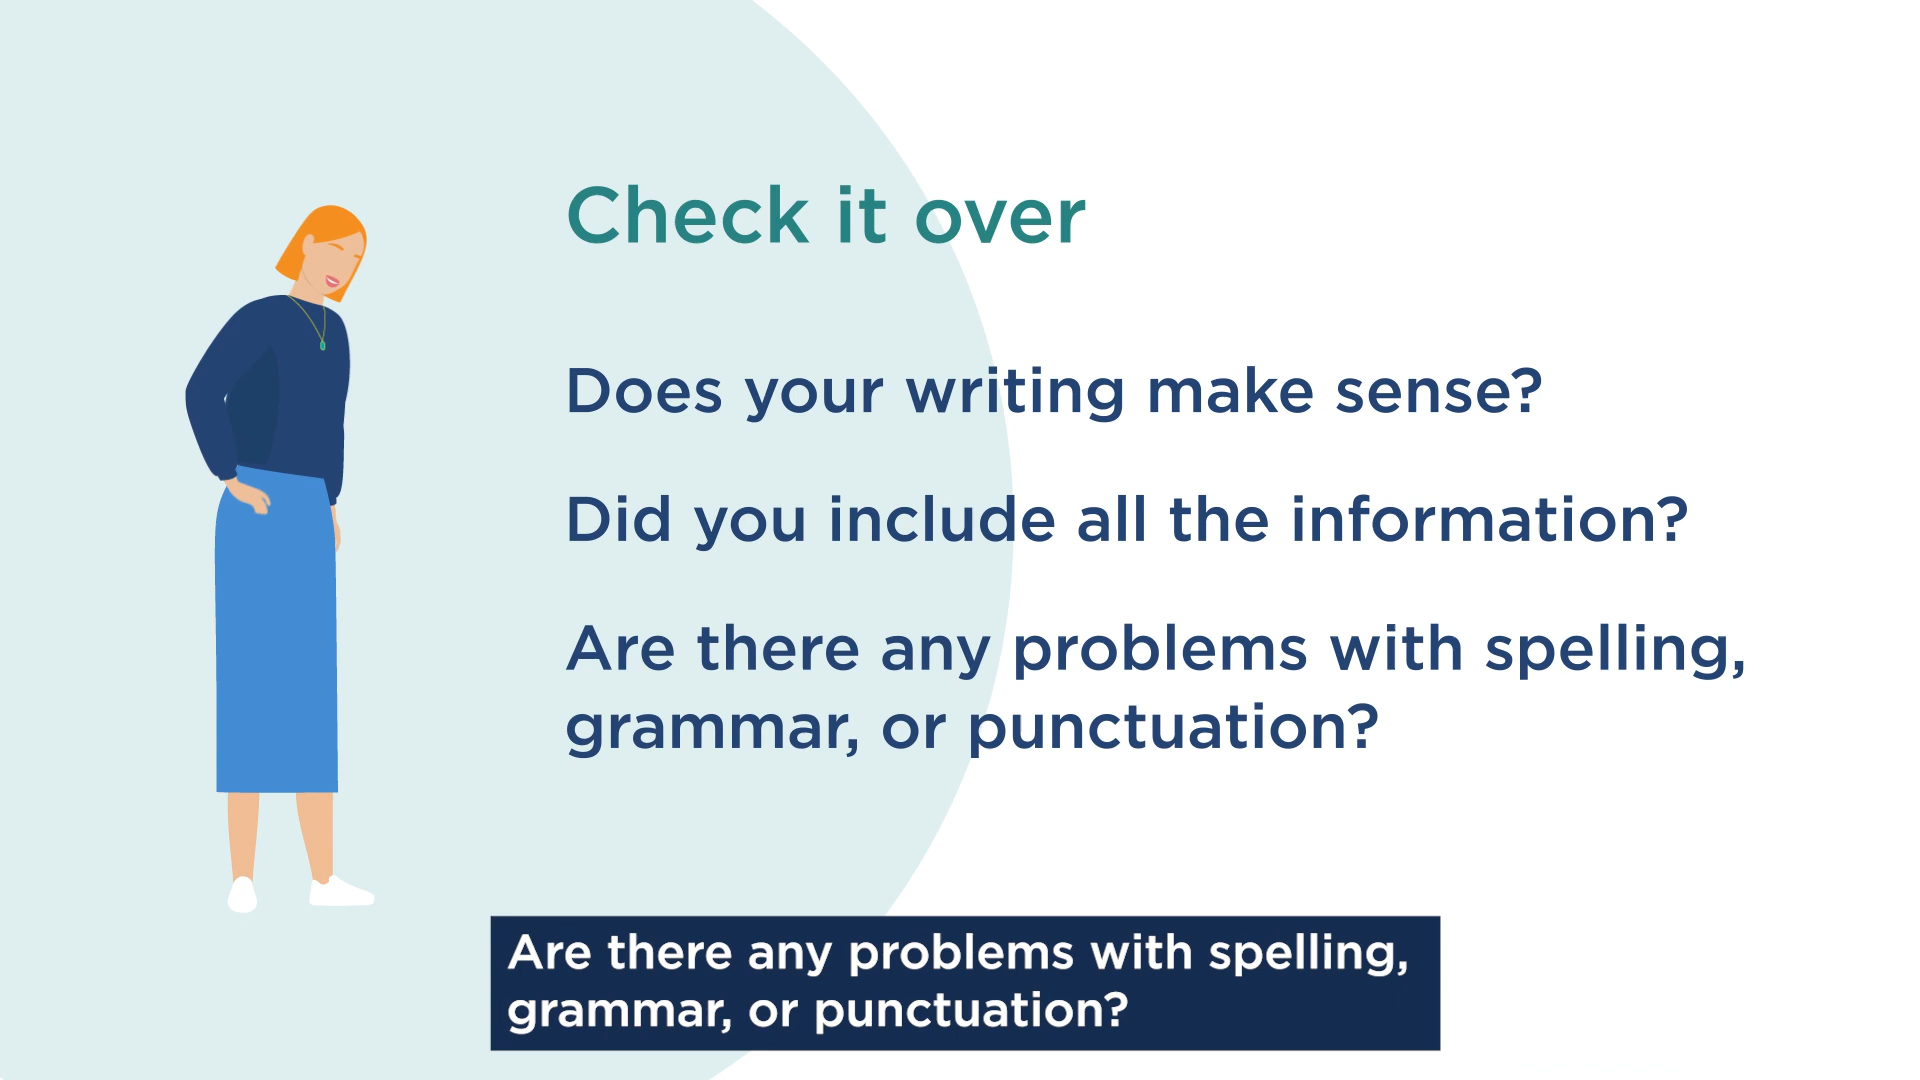 Check it over
Does your writing make sense?
Did you include all the information?
Are there any problems with spelling,
grammar, or punctuation?
Are there any problems with spelling,
grammar, or punctuation?